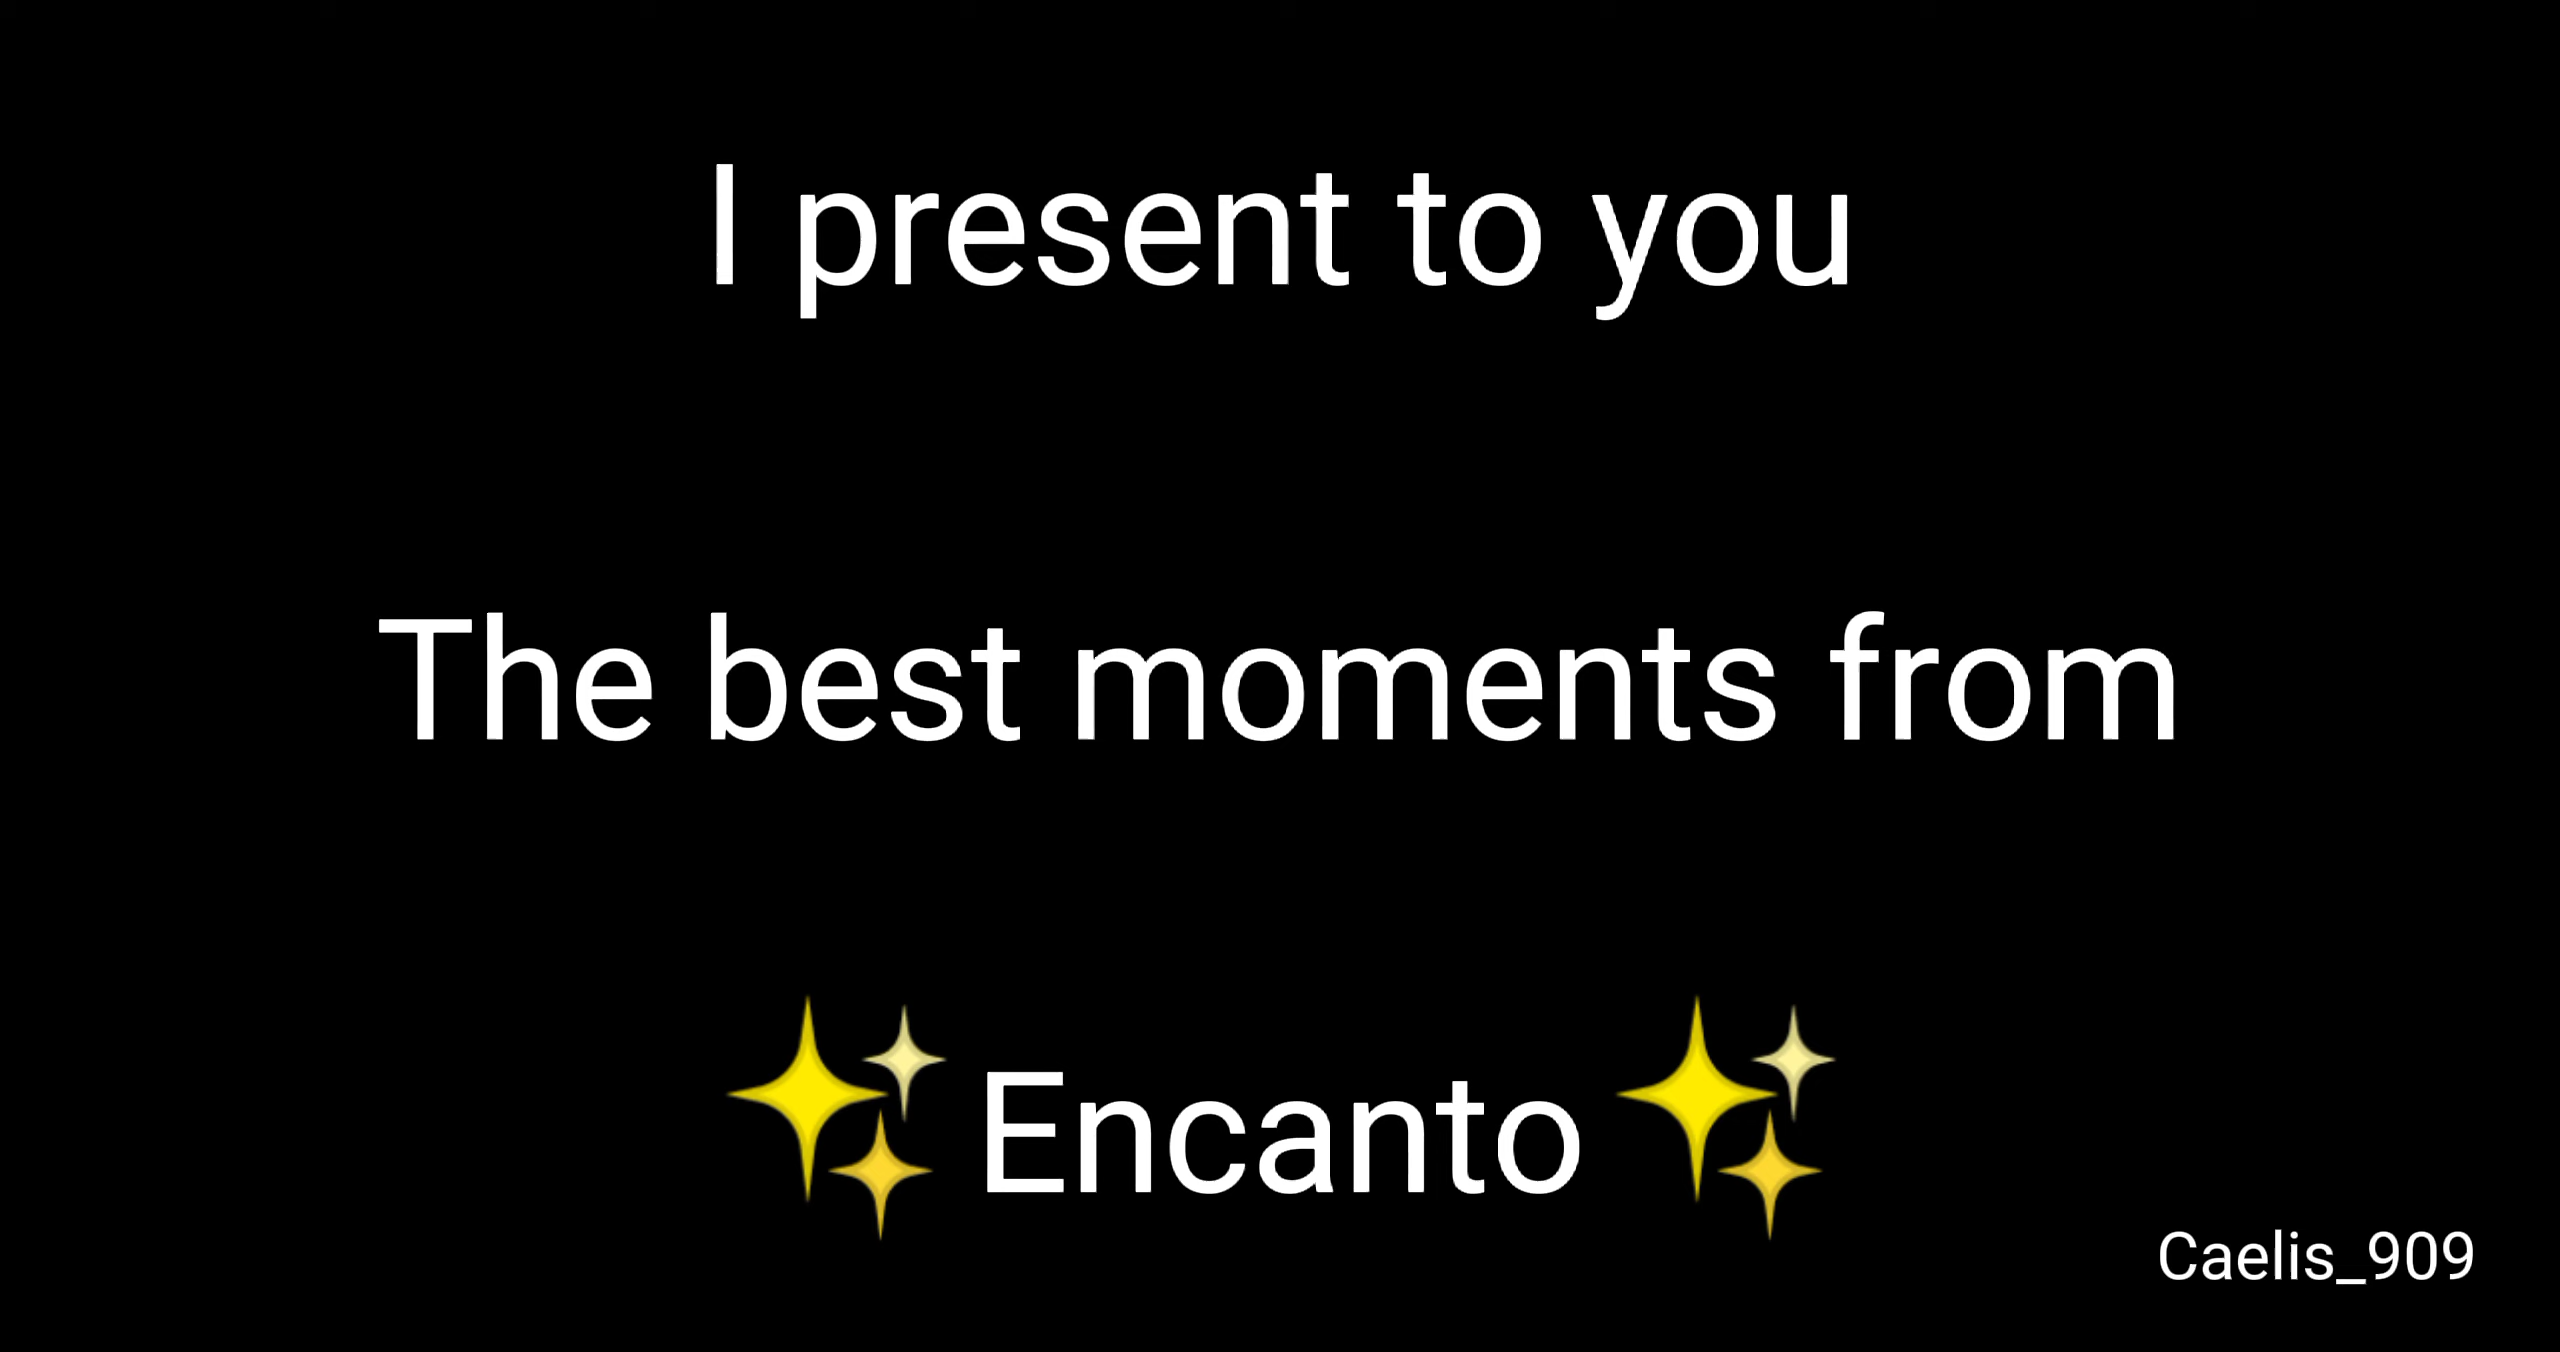 I present to you
The best moments from
✨Encanto✨
Caelis_909